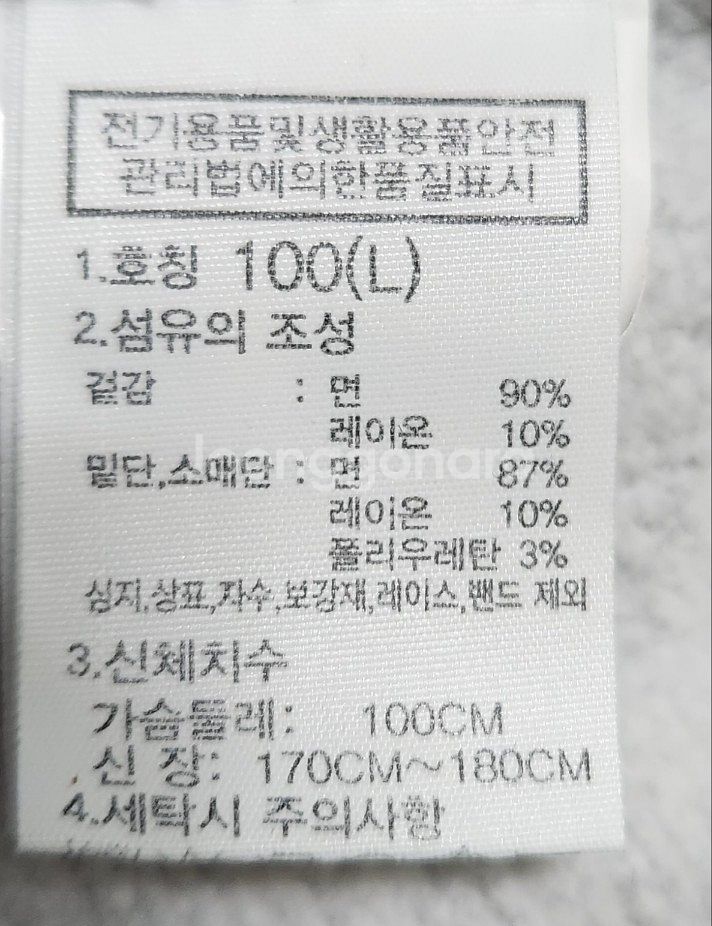 전기용품및생활용품안전
관리법에의한품질표시
1.호칭 100(L)
2.섬유의 조성
겉감 : 면 90%
레이온 10%
밑단,소매단 : 면 87%
레이온 10%
폴리우레탄 3%
심지,상표,자수,보강재,레이스,밴드 제외
3.신체치수
가슴둘레: 100CM
신 장: 170CM~180CM
4.세탁시 주의사항